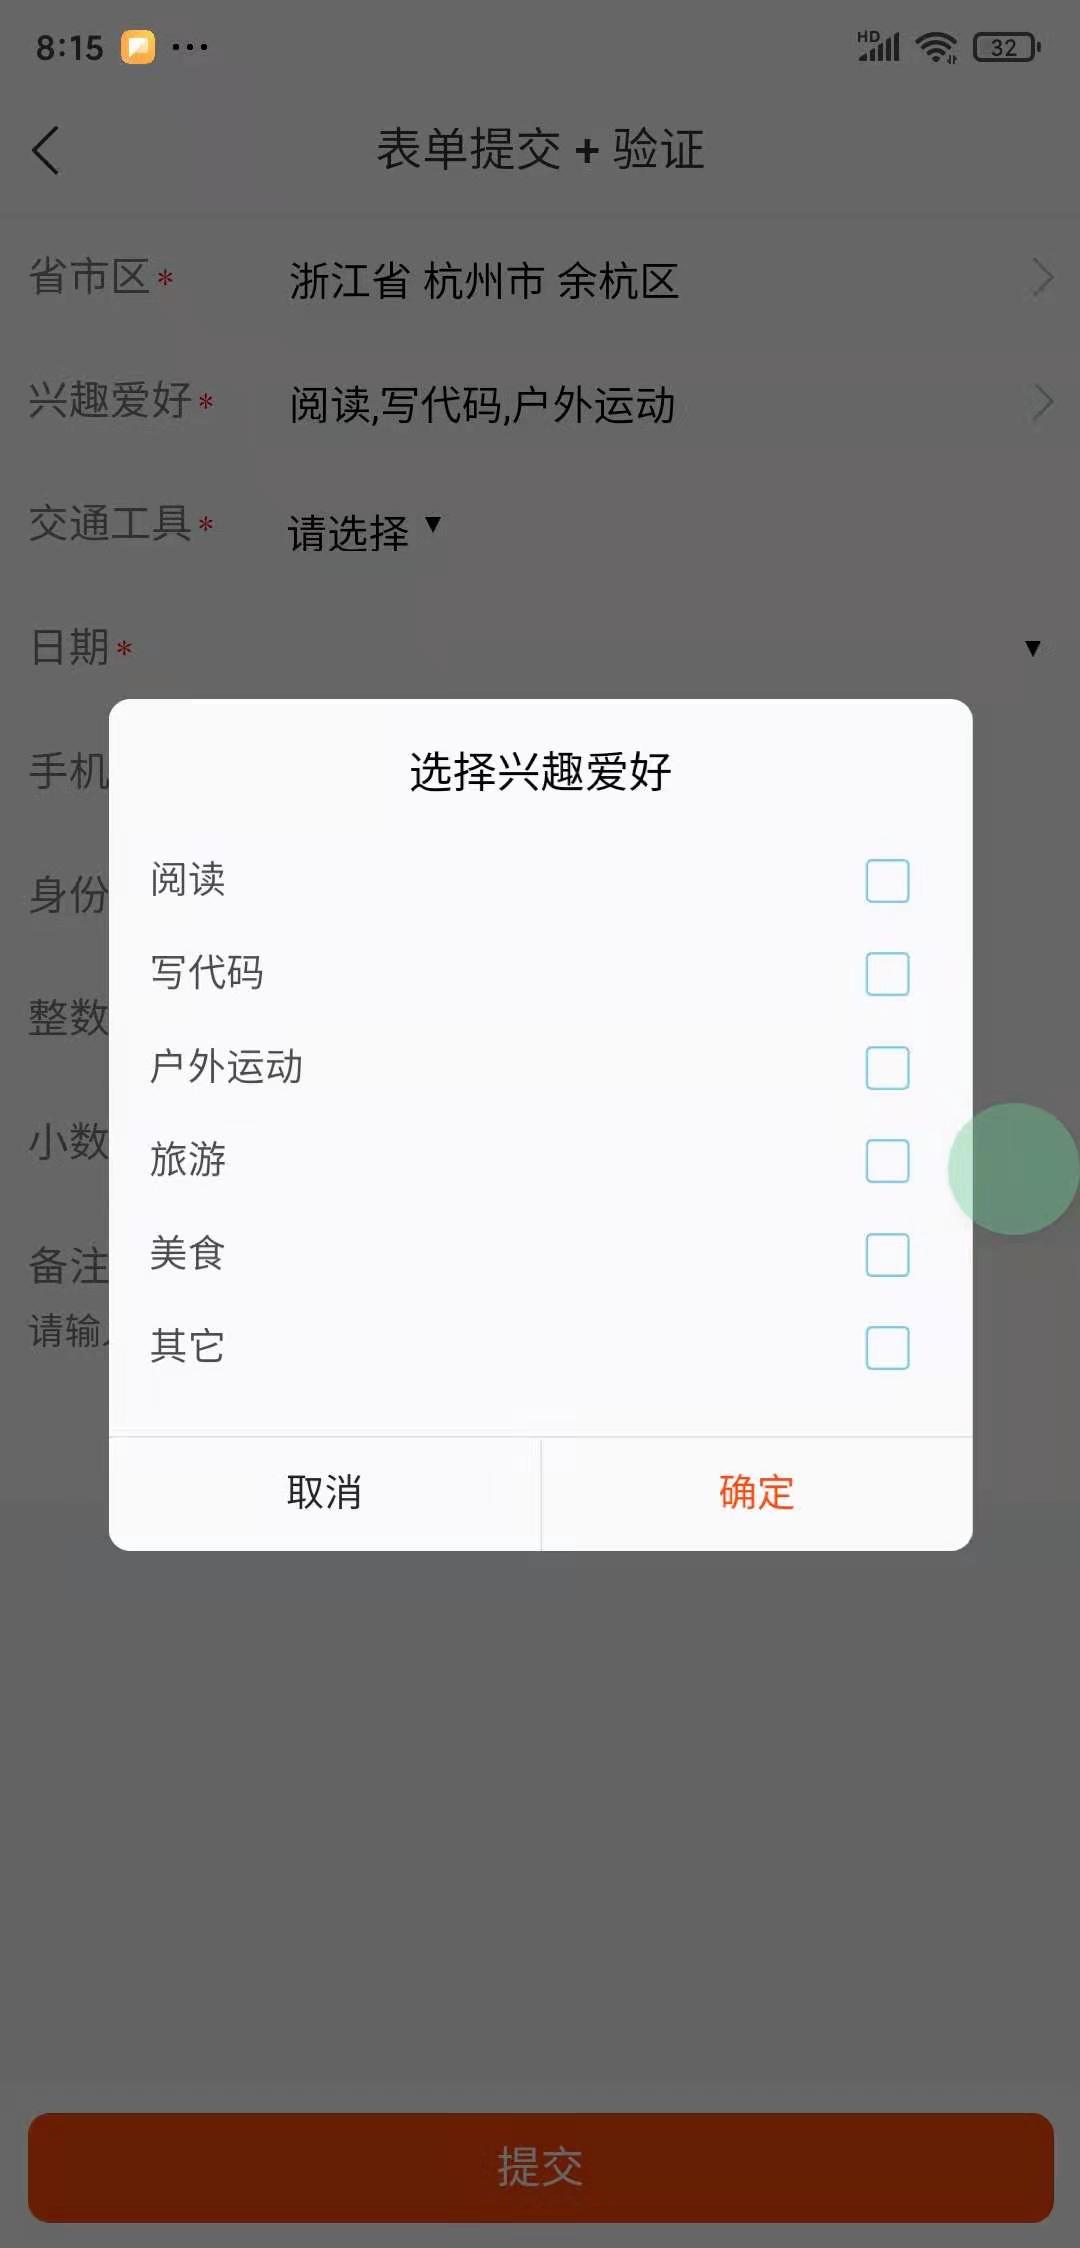 8:15
HD
32
表单提交 + 验证
省市区* 浙江省 杭州市 余杭区
兴趣爱好* 阅读,写代码,户外运动
交通工具* 请选择
日期*
手机
身份
整数
小数
备注
请输
选择兴趣爱好
阅读
写代码
户外运动
旅游
美食
其它
取消 确定
提交